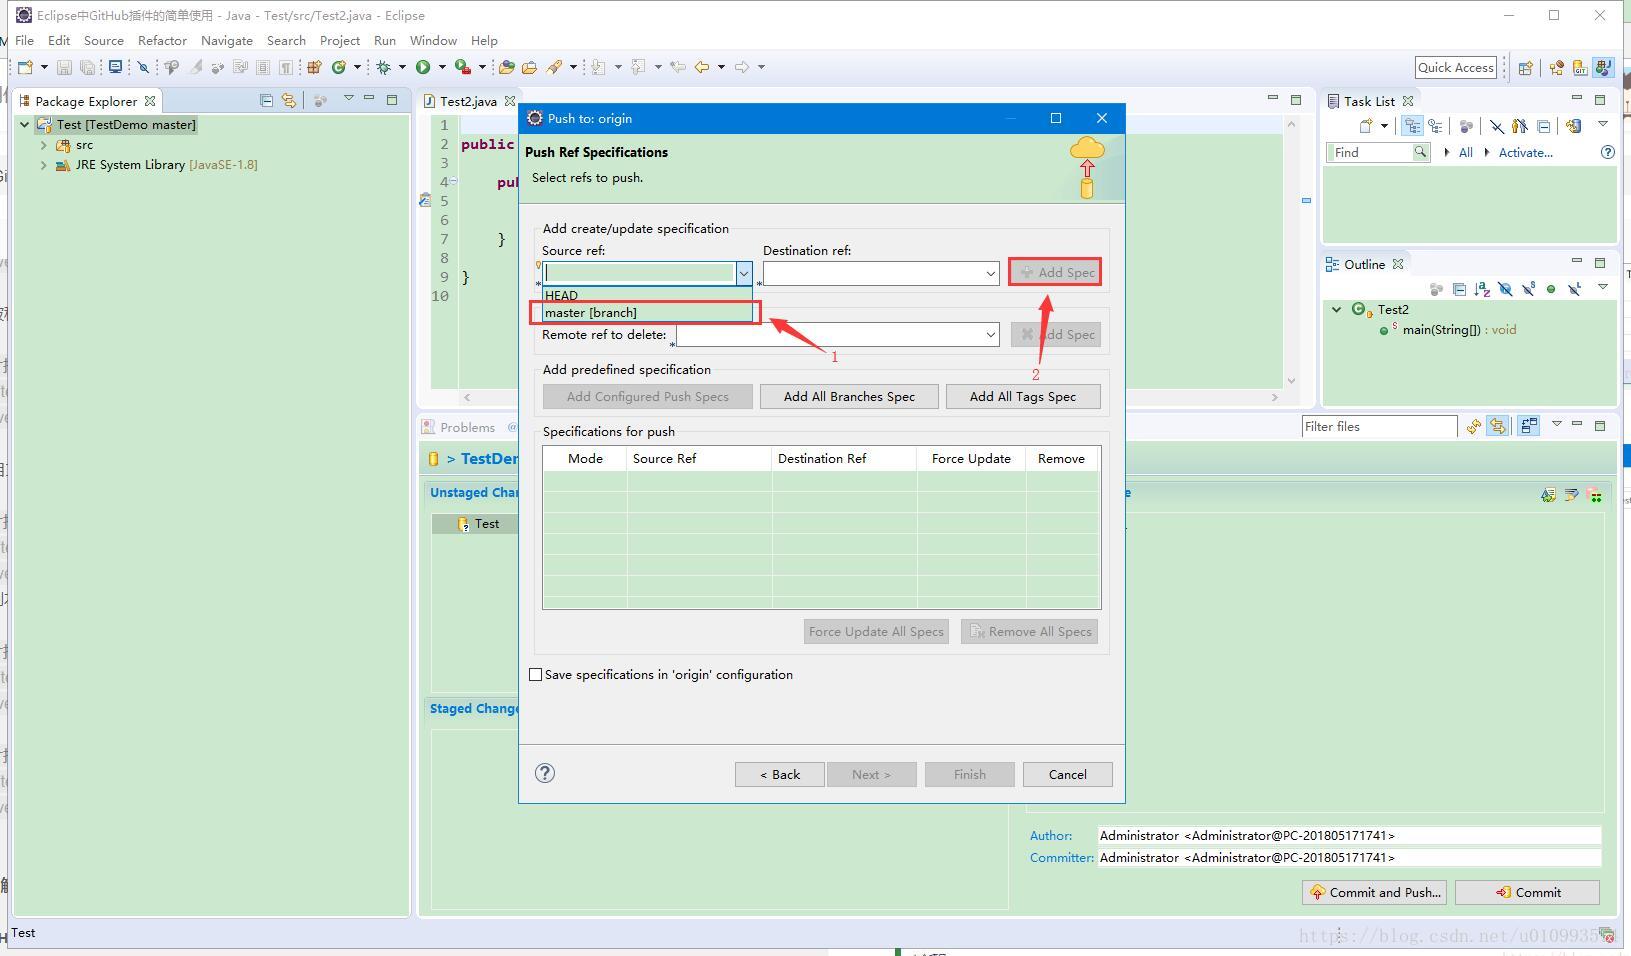 Eclipse中GitHub插件的简单使用 - Java - Test/src/Test2.java - Eclipse
File Edit Source Refactor Navigate Search Project Run Window Help
Quick Access
Package Explorer
Test [TestDemo master]
src
JRE System Library [JavaSE-1.8]
Test2.java
1
2 public
3
4 pub
5
6
7 }
8
9 }
10
Push to: origin
Push Ref Specifications
Select refs to push.
Add create/update specification
Source ref: Destination ref:
Add Spec
HEAD
master [branch]
Remote ref to delete: Add Spec
1
2
Add predefined specification
Add Configured Push Specs Add All Branches Spec Add All Tags Spec
Specifications for push
Mode Source Ref Destination Ref Force Update Remove
Force Update All Specs Remove All Specs
Save specifications in 'origin' configuration
< Back Next > Finish Cancel
Task List
Find All Activate...
Outline
Test2
main(String[]) : void
Problems @
Filter files
> TestDem
Unstaged Chan
Test
Staged Change
Author: Administrator <Administrator@PC-201805171741>
Committer: Administrator <Administrator@PC-201805171741>
Commit and Push... Commit
Test